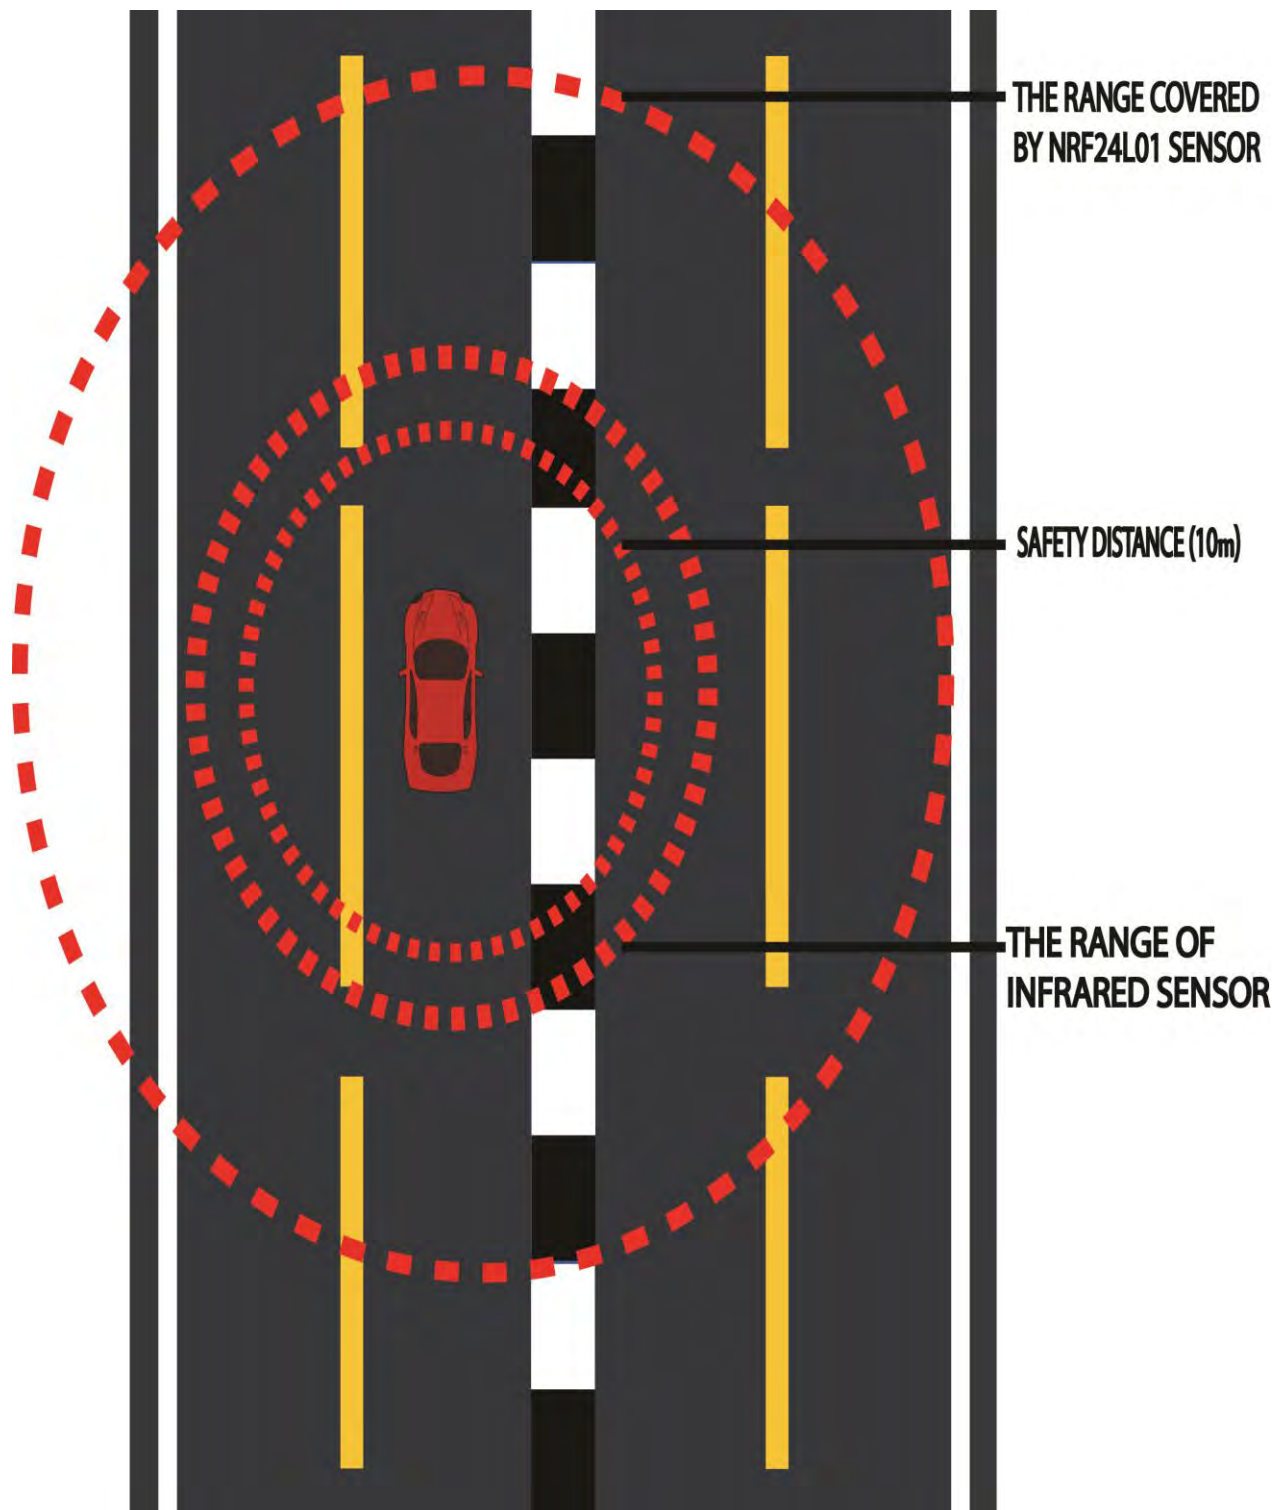 THE RANGE COVERED
BY NRF24L01 SENSOR
SAFETY DISTANCE (10m)
THE RANGE OF
INFRARED SENSOR